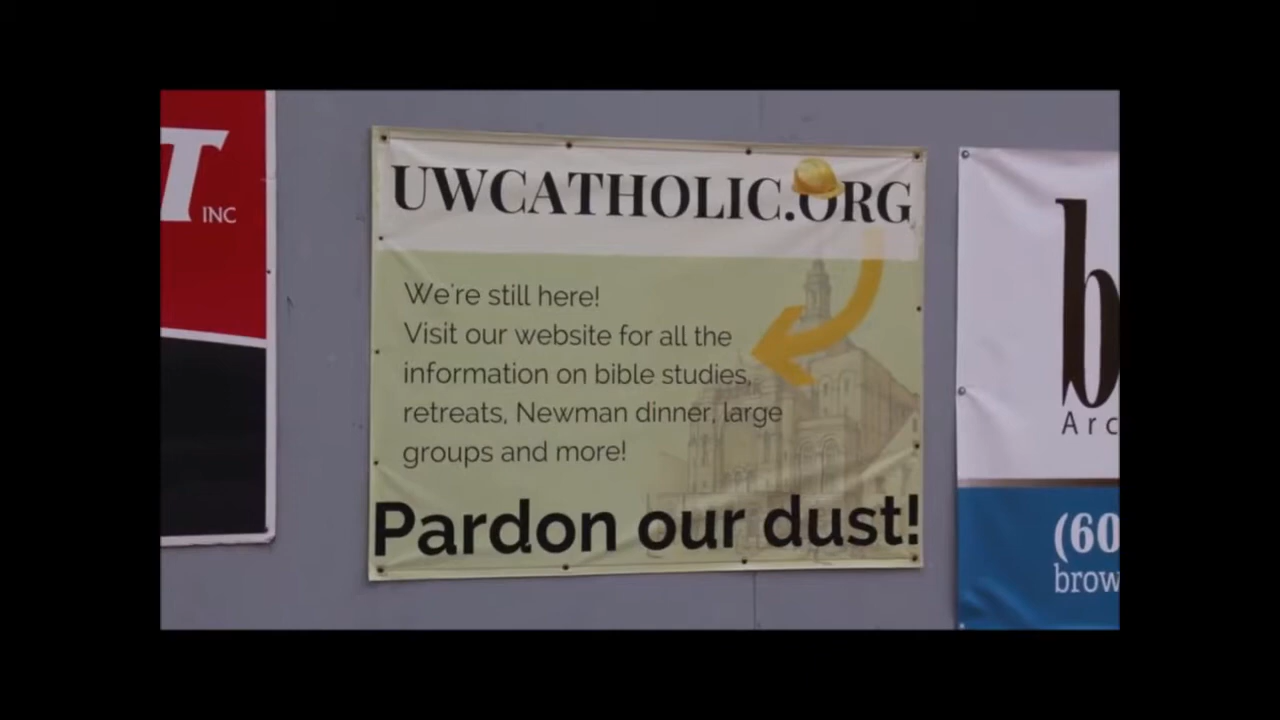 INC
UWCATHOLIC.ORG
We're still here!
Visit our website for all the
information on bible studies,
retreats, Newman dinner, large
groups and more!
Pardon our dust!
b
Arc
(60
brow